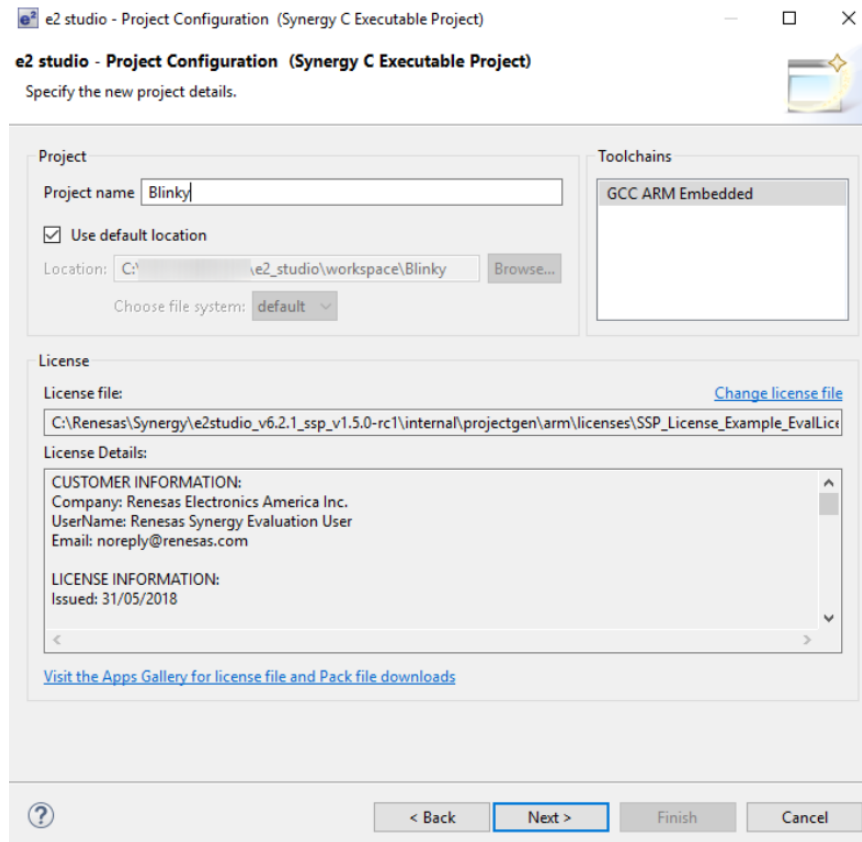 e2 studio - Project Configuration (Synergy C Executable Project)
e2 studio - Project Configuration (Synergy C Executable Project)
Specify the new project details.
Project
Project name Blinky
Use default location
Location: C:\ \e2_studio\workspace\Blinky Browse...
Choose file system: default
Toolchains
GCC ARM Embedded
License
License file: Change license file
C:\Renesas\Synergy\e2studio_v6.2.1_ssp_v1.5.0-rc1\internal\projectgen\arm\licenses\SSP_License_Example_EvalLice
License Details:
CUSTOMER INFORMATION:
Company: Renesas Electronics America Inc.
UserName: Renesas Synergy Evaluation User
Email: noreply@renesas.com
LICENSE INFORMATION:
Issued: 31/05/2018
Visit the Apps Gallery for license file and Pack file downloads
< Back Next > Finish Cancel